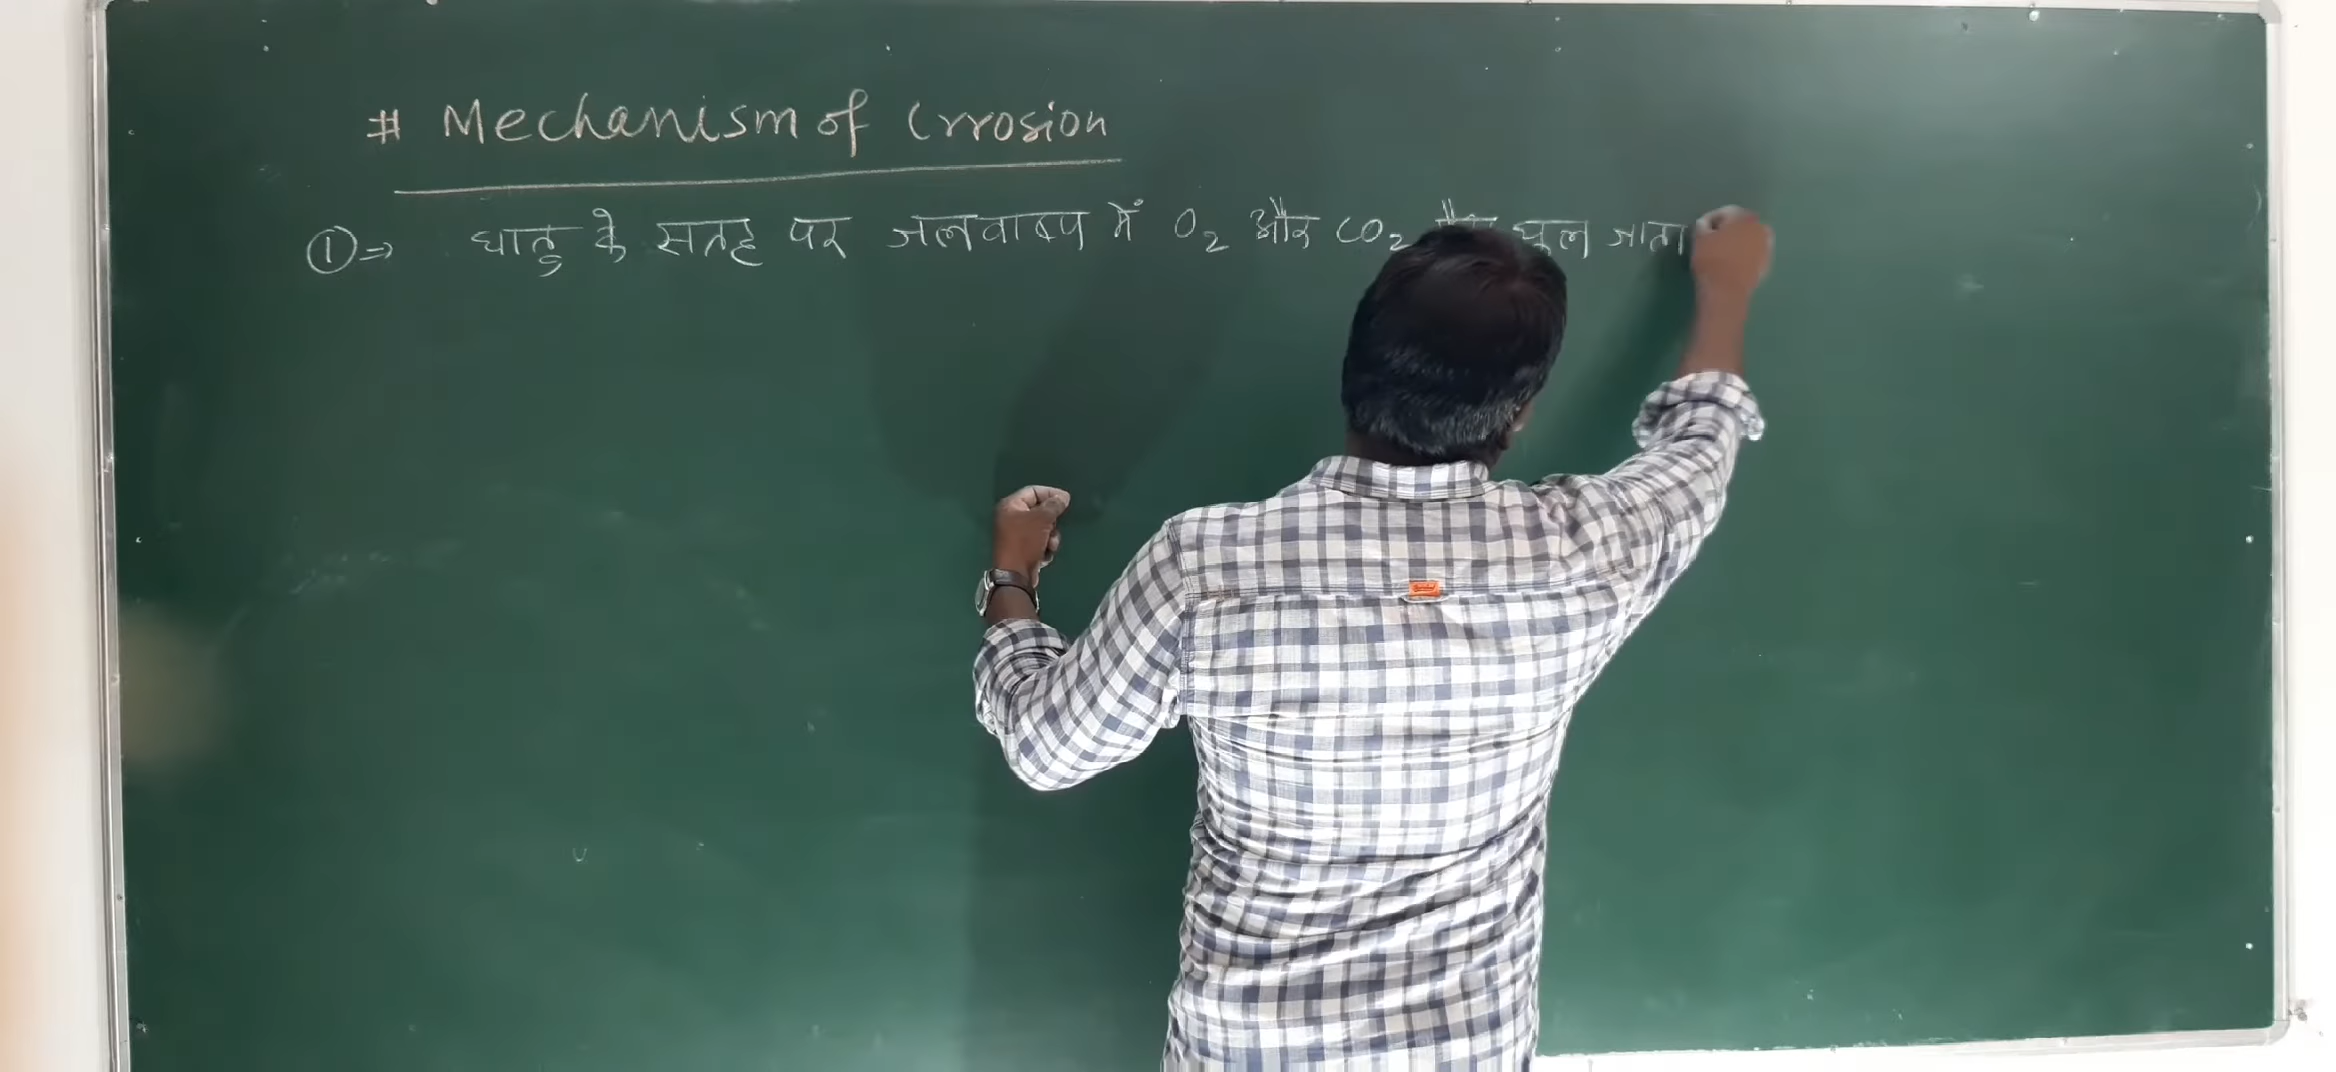 # Mechanism of Crrosion
①⇒ धातु के सतह पर जलवाष्प में O₂ और CO₂ गैस घुल जाता